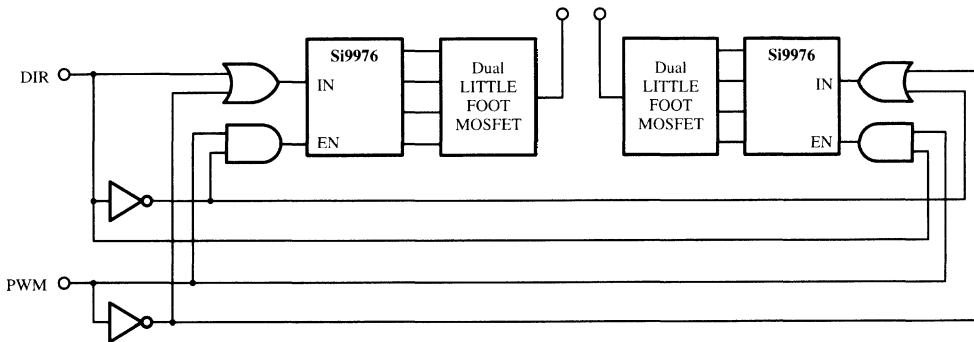 Si9976
Si9976
DIR
IN
EN
Dual
LITTLE
FOOT
MOSFET
Dual
LITTLE
FOOT
MOSFET
IN
EN
PWM